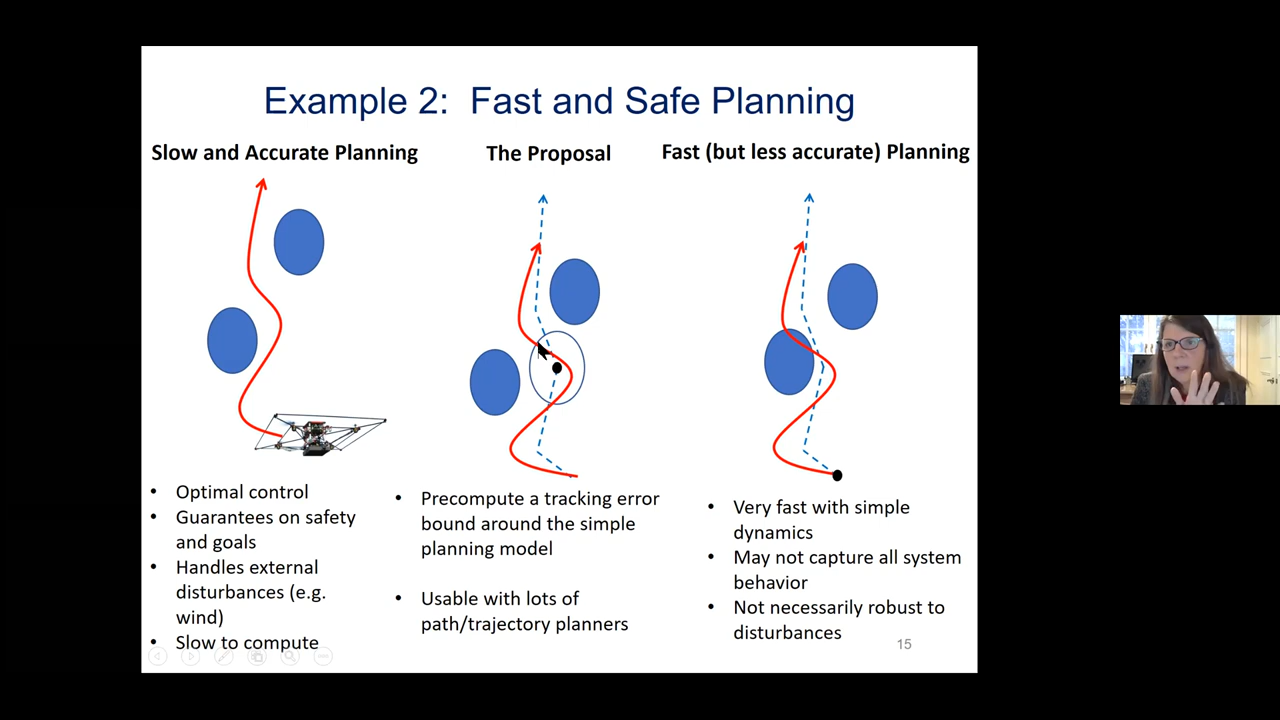 Example 2: Fast and Safe Planning
Slow and Accurate Planning
The Proposal
Fast (but less accurate) Planning
• Optimal control
• Guarantees on safety
and goals
• Handles external
disturbances (e.g.
wind)
• Slow to compute
• Precompute a tracking error
bound around the simple
planning model
• Usable with lots of
path/trajectory planners
• Very fast with simple
dynamics
• May not capture all system
behavior
• Not necessarily robust to
disturbances
15